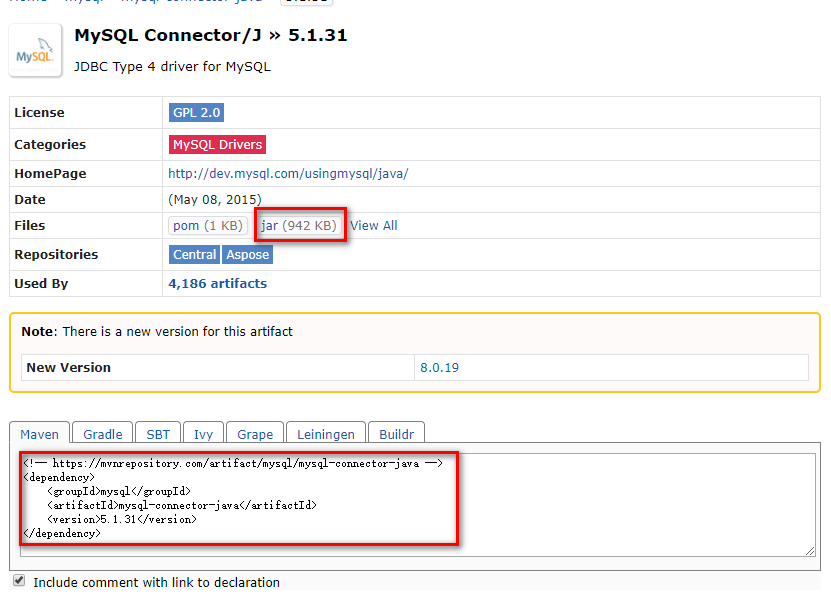 MySQL Connector/J » 5.1.31
MySQL
JDBC Type 4 driver for MySQL
License GPL 2.0
Categories MySQL Drivers
HomePage http://dev.mysql.com/usingmysql/java/
Date (May 08, 2015)
Files pom (1 KB) jar (942 KB) View All
Repositories Central Aspose
Used By 4,186 artifacts
Note: There is a new version for this artifact
New Version 8.0.19
Maven Gradle SBT Ivy Grape Leiningen Buildr
<!-- https://mvnrepository.com/artifact/mysql/mysql-connector-java -->
<dependency>
    <groupId>mysql</groupId>
    <artifactId>mysql-connector-java</artifactId>
    <version>5.1.31</version>
</dependency>
Include comment with link to declaration